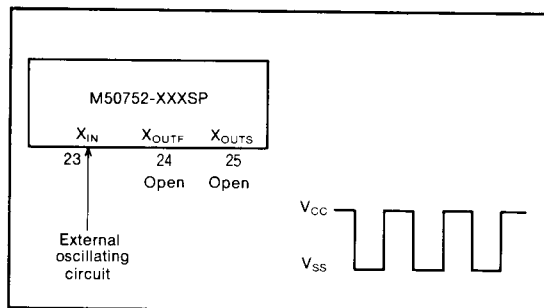 M50752-XXXSP
XIN XOUTF XOUTS
23 24 25
Open Open
External
oscillating
circuit
VCC
VSS